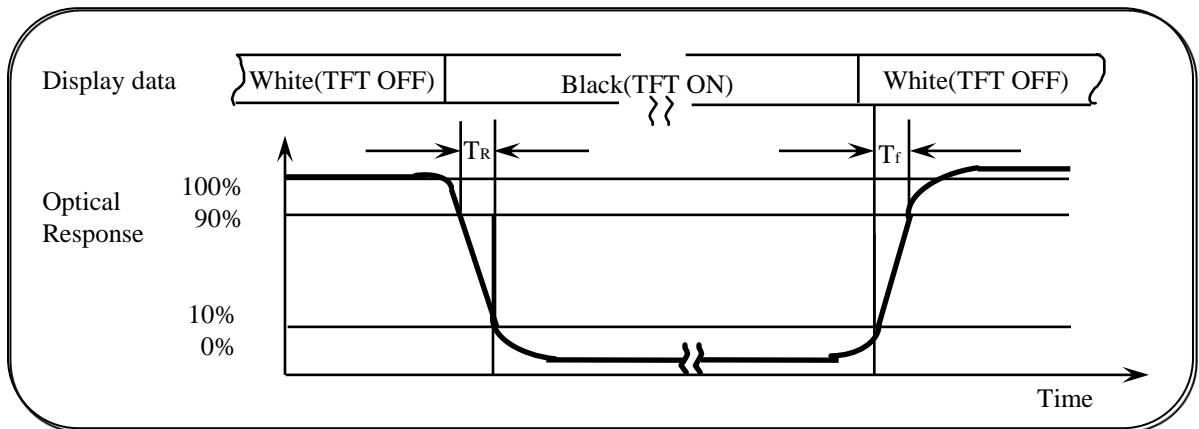 Display data
White(TFT OFF)
Black(TFT ON)
White(TFT OFF)
TR
Tf
Optical
Response
100%
90%
10%
0%
Time